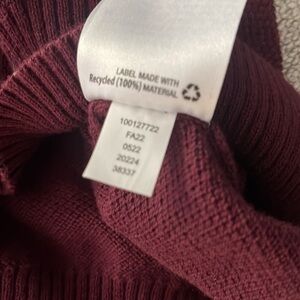 LABEL MADE WITH
Recycled (100%) MATERIAL
100127722
FA22
0522
20224
38337